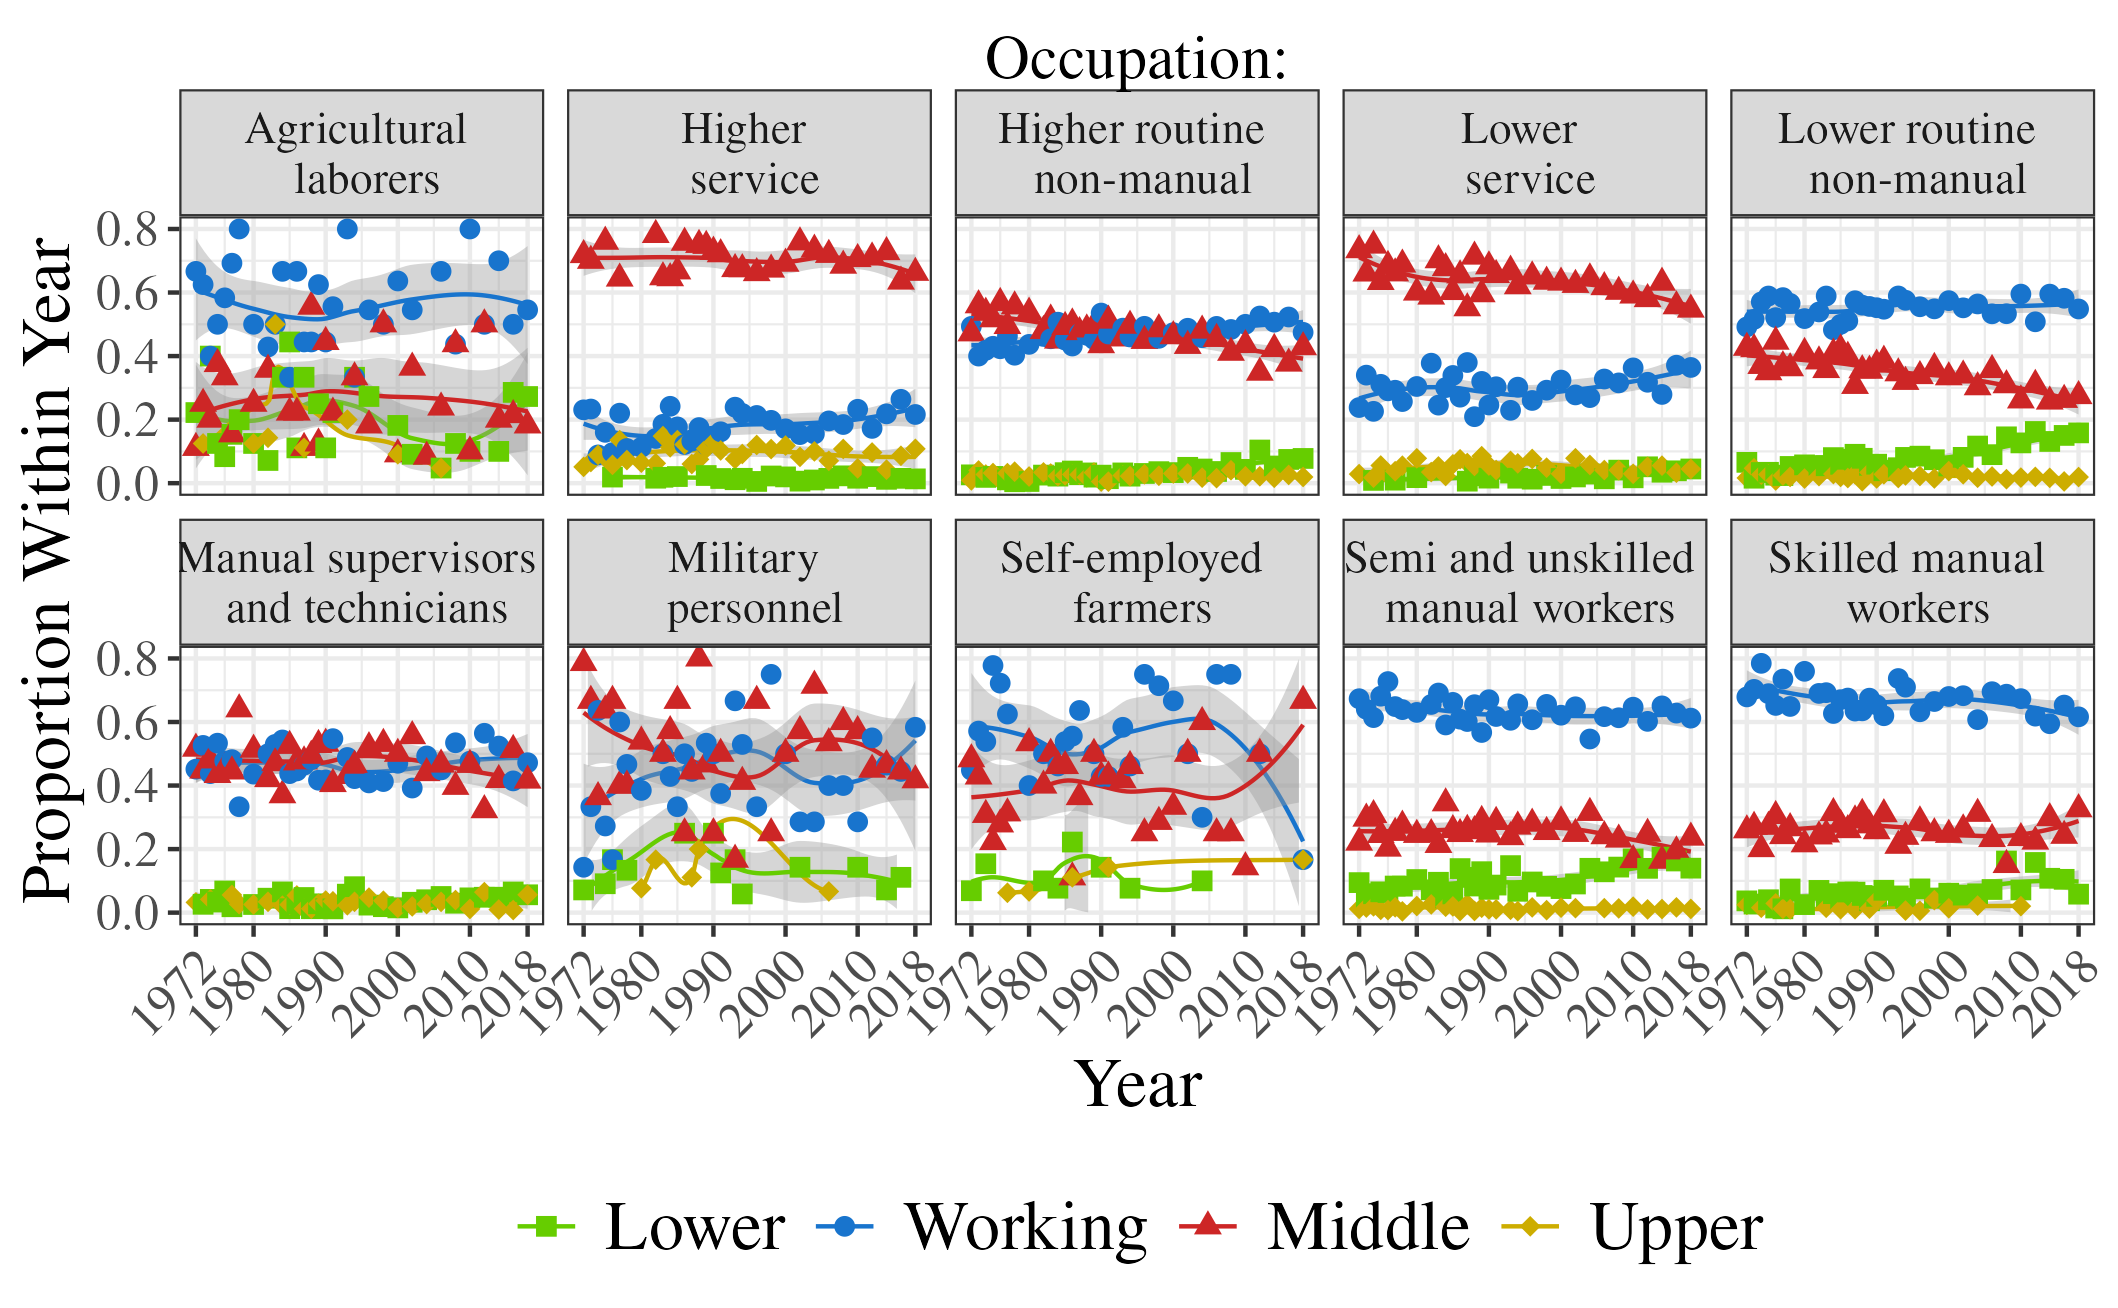 Occupation:
Agricultural
laborers
Higher
service
Higher routine
non-manual
Lower
service
Lower routine
non-manual
0.8
0.6
0.4
0.2
0.0
Proportion Within Year
Manual supervisors
and technicians
Military
personnel
Self-employed
farmers
Semi and unskilled
manual workers
Skilled manual
workers
0.8
0.6
0.4
0.2
0.0
1972 1980 1990 2000 2010 2018 1972 1980 1990 2000 2010 2018 1972 1980 1990 2000 2010 2018 1972 1980 1990 2000 2010 2018 1972 1980 1990 2000 2010 2018
Year
Lower Working Middle Upper